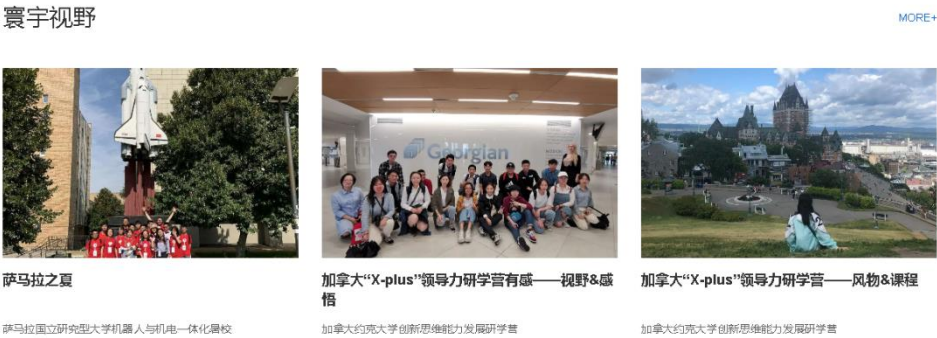 寰宇视野
MORE+
Georgian
萨马拉之夏
萨马拉国立研究型大学机器人与机电一体化暑校
加拿大“X-plus”领导力研学营有感——视野&感
悟
加拿大约克大学创新思维能力发展研学营
加拿大“X-plus”领导力研学营——风物&课程
加拿大约克大学创新思维能力发展研学营